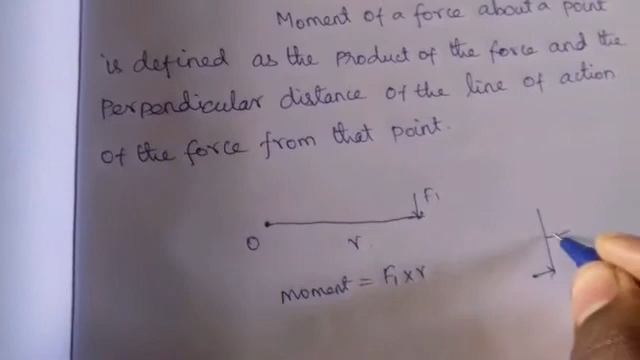 Moment of a force about a point
is defined as the product of the force and the
perpendicular distance of the line of action
of the force from that point.
F1
O
r
Moment = F1 x r